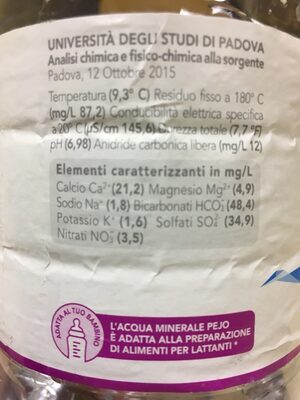 UNIVERSITÀ DEGLI STUDI DI PADOVA
Analisi chimica e fisico-chimica alla sorgente
Padova, 12 Ottobre 2015
Temperatura (9,3° C) Residuo fisso a 180° C
(mg/L 87,2) Conducibilità elettrica specifica
a 20° C (µS/cm 145,6) Durezza totale (7,7 °F)
pH (6,98) Anidride carbonica libera (mg/L 12)
Elementi caratterizzanti in mg/L
Calcio Ca²⁺ (21,2) Magnesio Mg²⁺ (4,9)
Sodio Na⁺ (1,8) Bicarbonati HCO₃⁻ (48,4)
Potassio K⁺ (1,6) Solfati SO₄²⁻ (34,9)
Nitrati NO₃⁻ (3,5)
ADATTA AL TUO BAMBINO
L'ACQUA MINERALE PEJO
È ADATTA ALLA PREPARAZIONE
DI ALIMENTI PER LATTANTI *